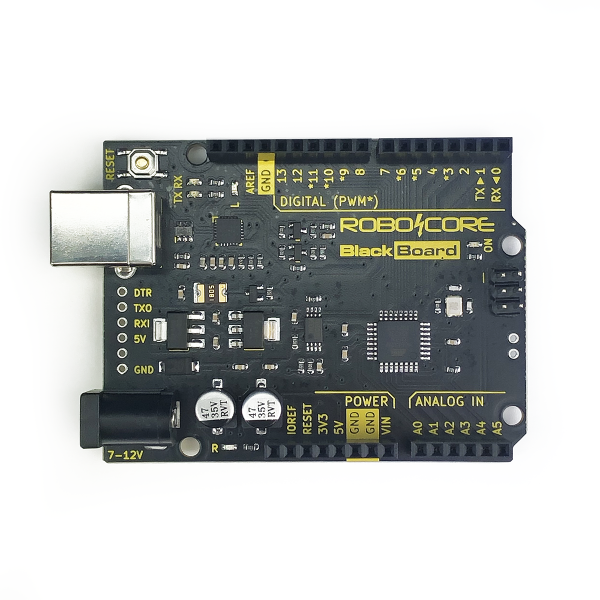 RESET
TX RX
L
AREF
GND
13
12
*11
*10
*9
8
7
*6
*5
4
*3
2
TX▶1
RX◀0
DIGITAL (PWM*)
ROBOCORE
BlackBoard
ON
DTR
TXO
RXI
5V
GND
47
35V
RVT
47
35V
RVT
7-12V
R
POWER
ANALOG IN
IOREF
RESET
3V3
5V
GND
GND
VIN
A0
A1
A2
A3
A4
A5